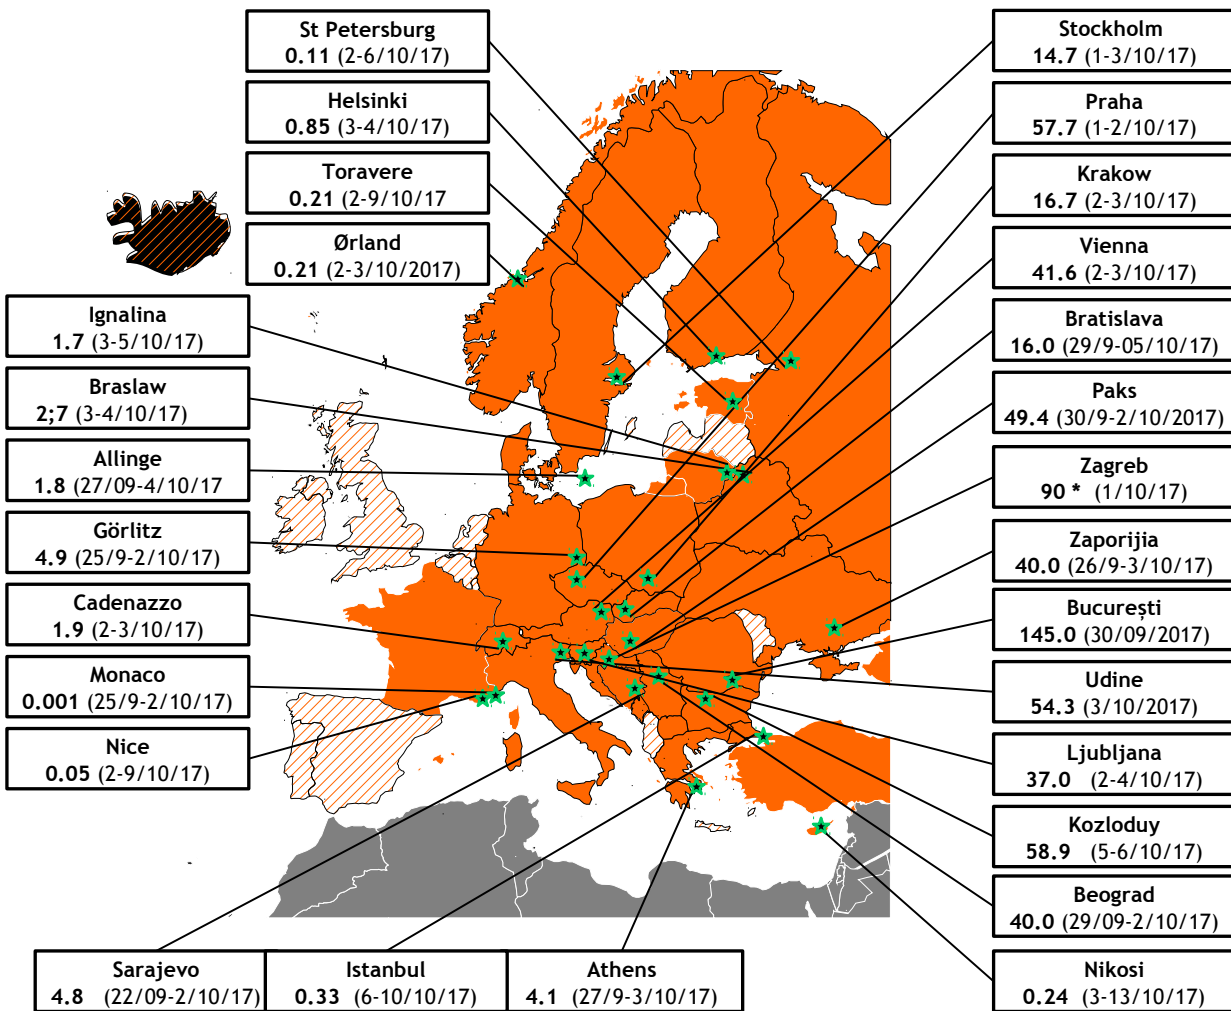 St Petersburg
0.11 (2-6/10/17)
Helsinki
0.85 (3-4/10/17)
Toravere
0.21 (2-9/10/17
Ørland
0.21 (2-3/10/2017)
Ignalina
1.7 (3-5/10/17)
Braslaw
2;7 (3-4/10/17)
Allinge
1.8 (27/09-4/10/17
Görlitz
4.9 (25/9-2/10/17)
Cadenazzo
1.9 (2-3/10/17)
Monaco
0.001 (25/9-2/10/17)
Nice
0.05 (2-9/10/17)
Stockholm
14.7 (1-3/10/17)
Praha
57.7 (1-2/10/17)
Krakow
16.7 (2-3/10/17)
Vienna
41.6 (2-3/10/17)
Bratislava
16.0 (29/9-05/10/17)
Paks
49.4 (30/9-2/10/2017)
Zagreb
90 * (1/10/17)
Zaporijia
40.0 (26/9-3/10/17)
București
145.0 (30/09/2017)
Udine
54.3 (3/10/2017)
Ljubljana
37.0 (2-4/10/17)
Kozloduy
58.9 (5-6/10/17)
Beograd
40.0 (29/09-2/10/17)
Nikosi
0.24 (3-13/10/17)
Sarajevo
4.8 (22/09-2/10/17)
Istanbul
0.33 (6-10/10/17)
Athens
4.1 (27/9-3/10/17)